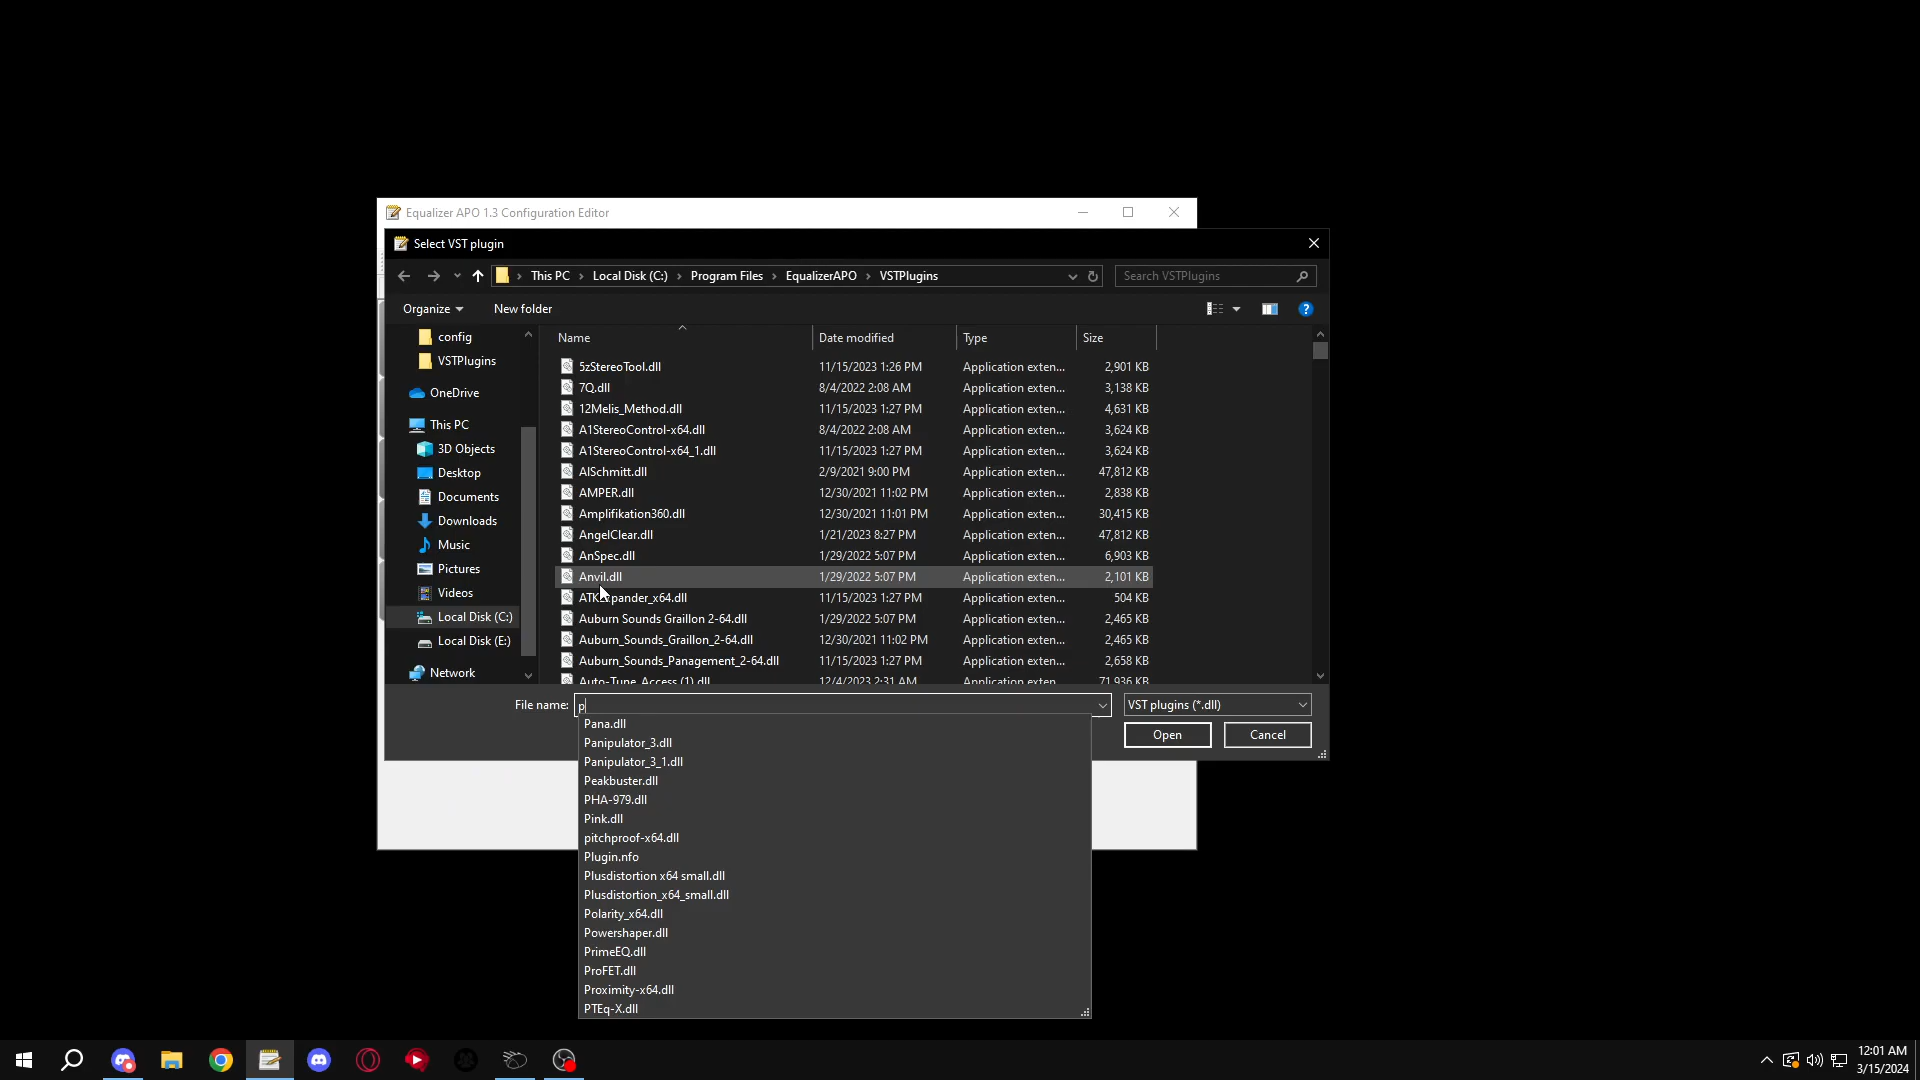 Equalizer APO 1.3 Configuration Editor
Select VST plugin
This PC > Local Disk (C:) > Program Files > EqualizerAPO > VSTPlugins
Search VSTPlugins
Organize
New folder
config
VSTPlugins
OneDrive
This PC
3D Objects
Desktop
Documents
Downloads
Music
Pictures
Videos
Local Disk (C:)
Local Disk (E:)
Network
Name Date modified Type Size
5zStereoTool.dll 11/15/2023 1:26 PM Application exten... 2,901 KB
7Q.dll 8/4/2022 2:08 AM Application exten... 3,138 KB
12Melis_Method.dll 11/15/2023 1:27 PM Application exten... 4,631 KB
A1StereoControl-x64.dll 8/4/2022 2:08 AM Application exten... 3,624 KB
A1StereoControl-x64_1.dll 11/15/2023 1:27 PM Application exten... 3,624 KB
AlSchmitt.dll 2/9/2021 9:00 PM Application exten... 47,812 KB
AMPER.dll 12/30/2021 11:02 PM Application exten... 2,838 KB
Amplifikation360.dll 12/30/2021 11:01 PM Application exten... 30,415 KB
AngelClear.dll 1/21/2023 8:27 PM Application exten... 47,812 KB
AnSpec.dll 1/29/2022 5:07 PM Application exten... 6,903 KB
Anvil.dll 1/29/2022 5:07 PM Application exten... 2,101 KB
11/15/2023 1:27 PM Application exten... 504 KB
Auburn Sounds Graillon 2-64.dll 1/29/2022 5:07 PM Application exten... 2,465 KB
Auburn_Sounds_Graillon_2-64.dll 12/30/2021 11:02 PM Application exten... 2,465 KB
Auburn_Sounds_Panagement_2-64.dll 11/15/2023 1:27 PM Application exten... 2,658 KB
Auto-Tune Access (1).dll 12/4/2023 2:31 AM Application exten... 71,936 KB
File name: p
VST plugins (*.dll)
Open
Cancel
Pana.dll
Panipulator_3.dll
Panipulator_3_1.dll
Peakbuster.dll
PHA-979.dll
Pink.dll
pitchproof-x64.dll
Plugin.nfo
Plusdistortion x64 small.dll
Plusdistortion_x64_small.dll
Polarity_x64.dll
Powershaper.dll
PrimeEQ.dll
ProFET.dll
Proximity-x64.dll
PTEq-X.dll
12:01 AM
3/15/2024